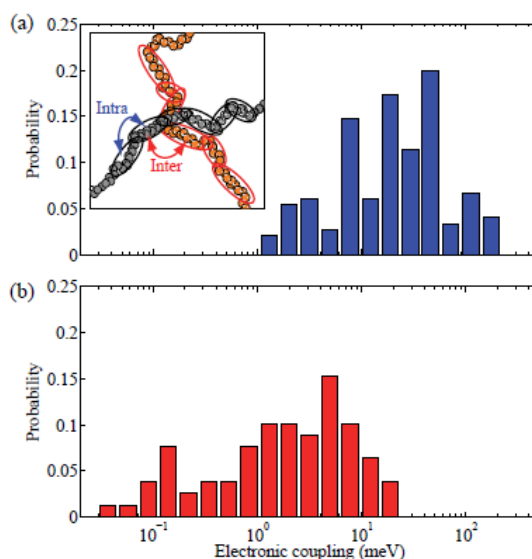 (a)
0.25
0.2
0.15
0.1
0.05
0
Probability
Intra
Inter
(b)
0.25
0.2
0.15
0.1
0.05
0
Probability
10⁻¹ 10⁰ 10¹ 10²
Electronic coupling (meV)